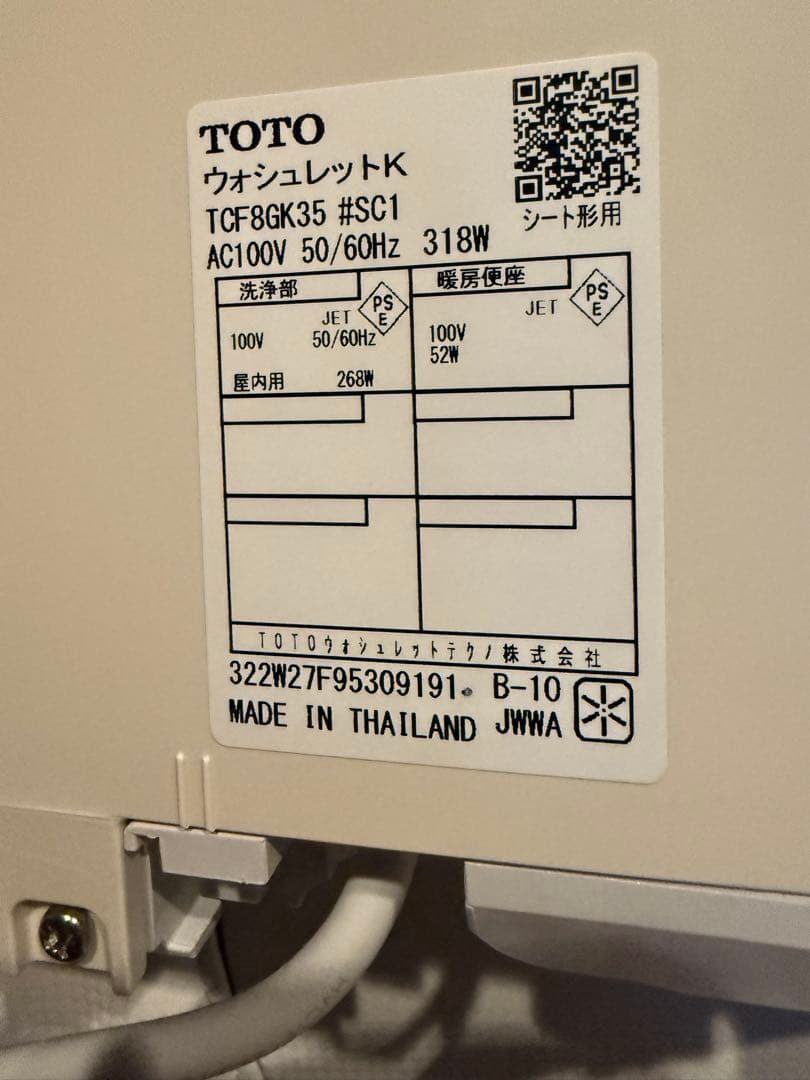 TOTO
ウォシュレットK
TCF8GK35 #SC1
シート形用
AC100V 50/60Hz 318W
洗浄部
JET
PS
E
100V 50/60Hz
屋内用 268W
暖房便座
JET
PS
E
100V
52W
TOTOウォシュレットテクノ株式会社
322W27F95309191. B-10
MADE IN THAILAND JWWA